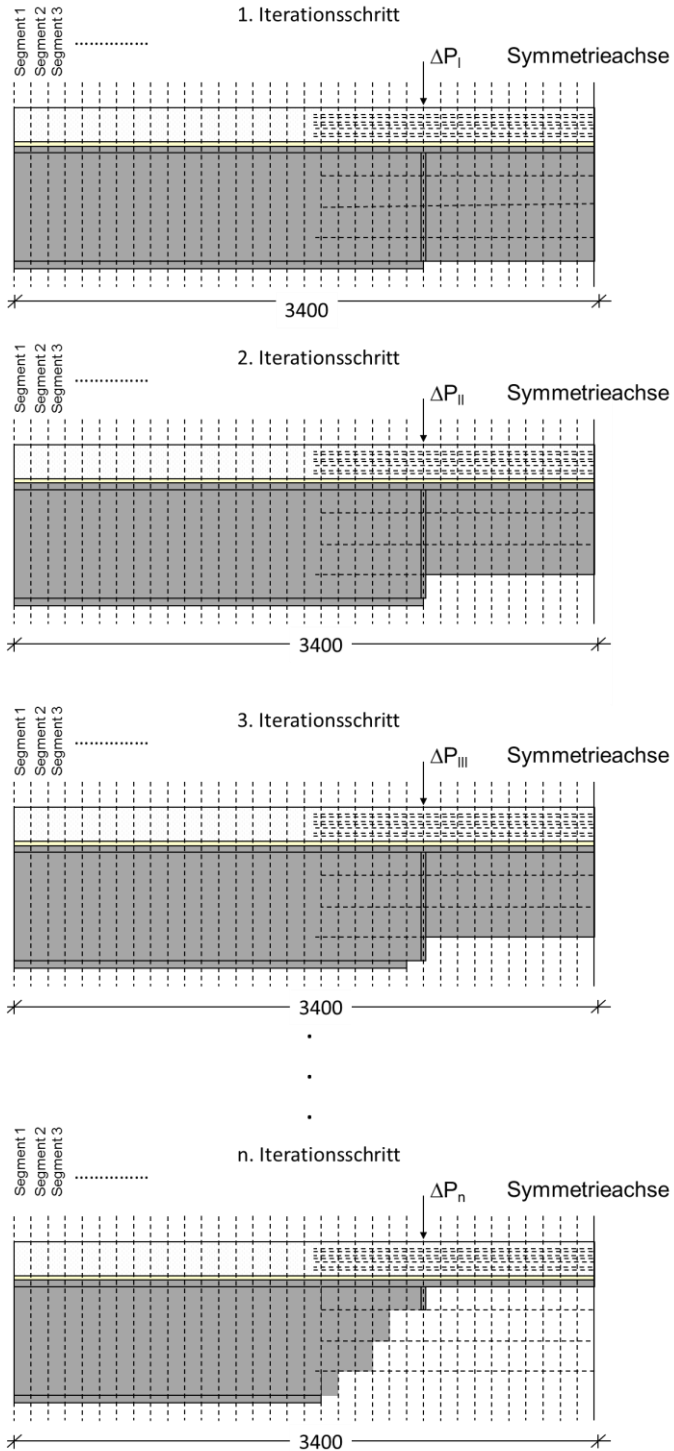 1. Iterationsschritt
Segment 1
Segment 2
Segment 3
...............
ΔP_I
Symmetrieachse
3400
2. Iterationsschritt
Segment 1
Segment 2
Segment 3
...............
ΔP_II
Symmetrieachse
3400
3. Iterationsschritt
Segment 1
Segment 2
Segment 3
...............
ΔP_III
Symmetrieachse
3400
.
.
.
n. Iterationsschritt
Segment 1
Segment 2
Segment 3
...............
ΔP_n
Symmetrieachse
3400